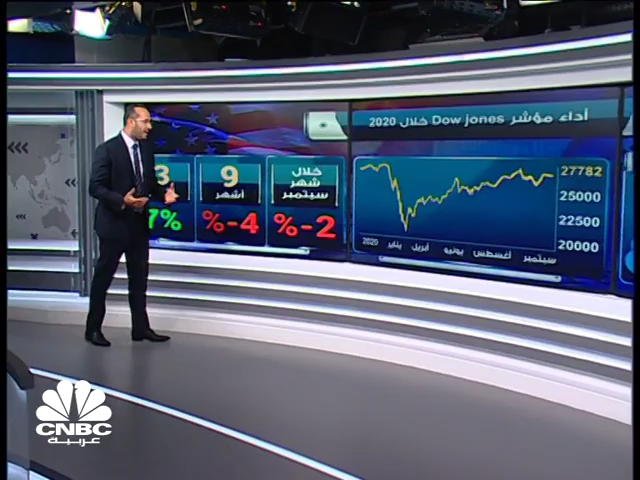 أداء مؤشر Dow jones خلال 2020
27782
25000
22500
20000
2020 يناير أبريل يونيو أغسطس سبتمبر
خلال
شهر
سبتمبر
%-2
9
أشهر
%-4
3
7%
CNBC
عربية